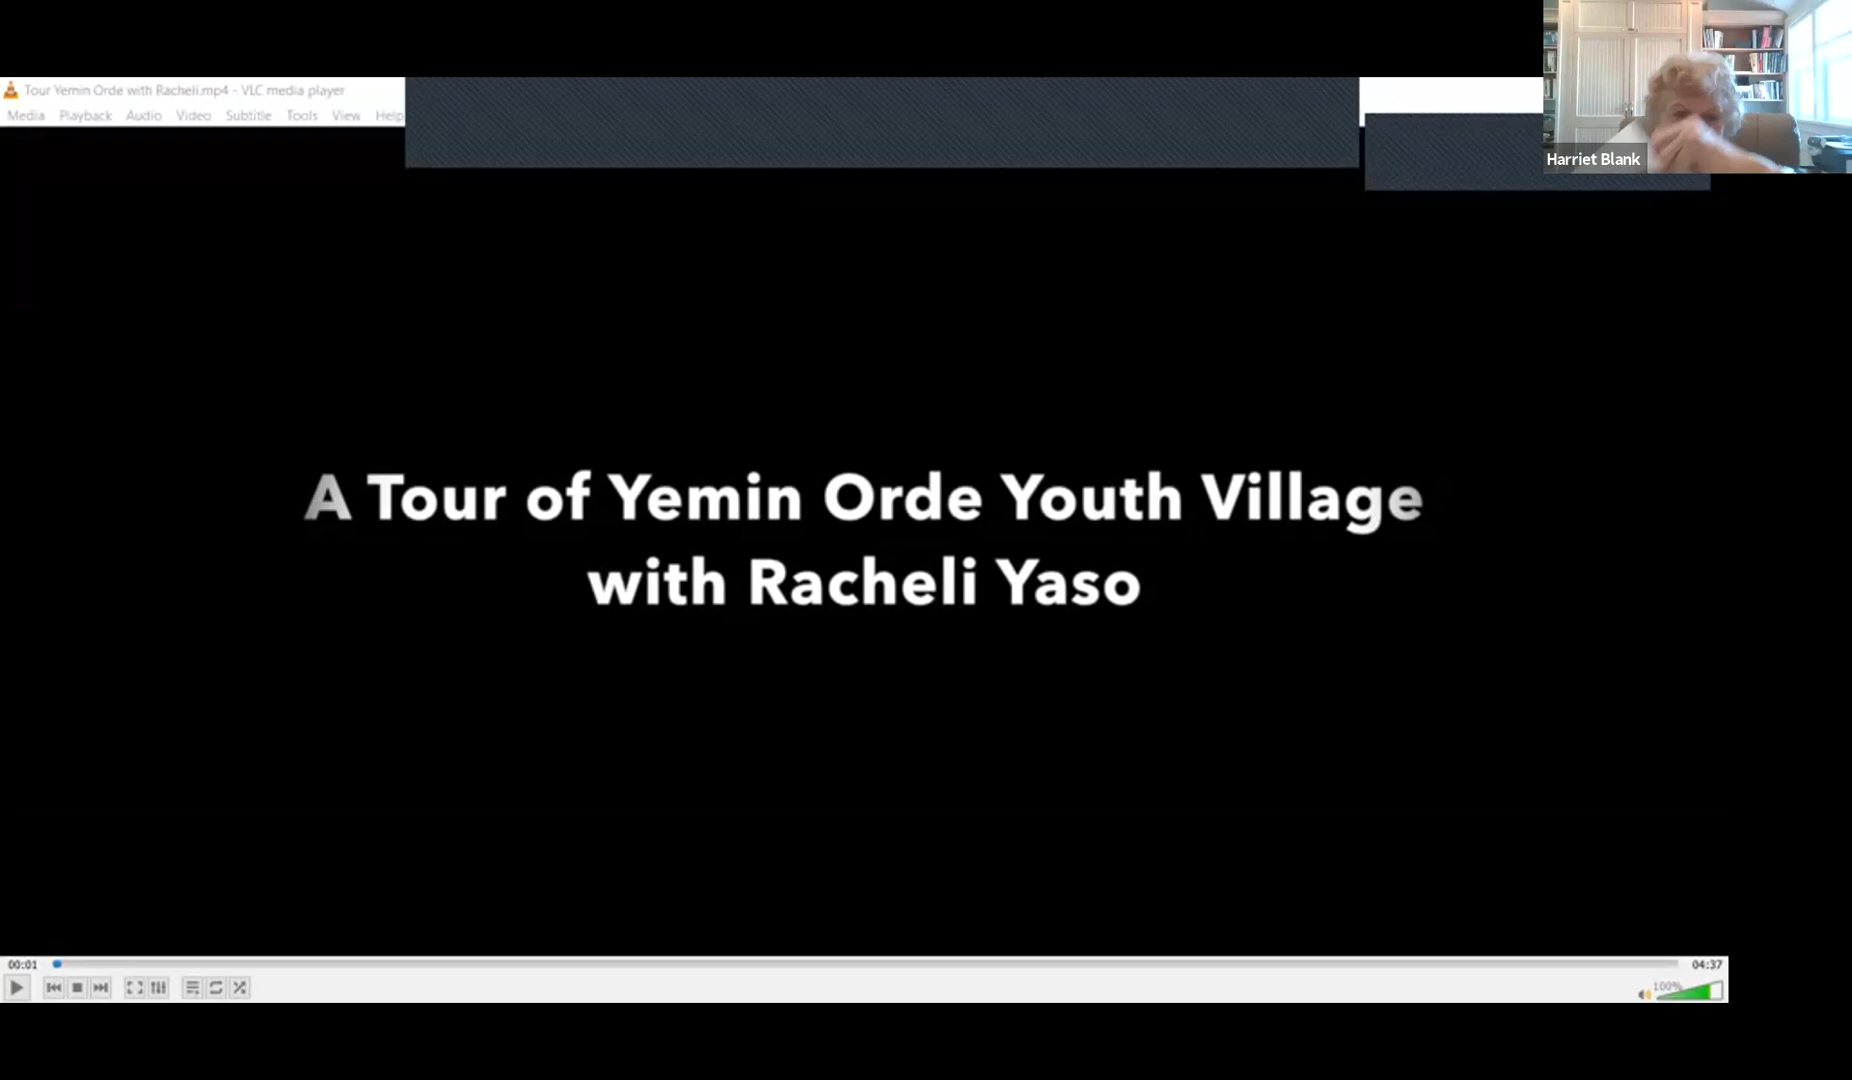 Tour Yemin Orde with Racheli.mp4 - VLC media player
Media Playback Audio Video Subtitle Tools View Help
Harriet Blank
A Tour of Yemin Orde Youth Village
with Racheli Yaso
00:01
04:37
100%